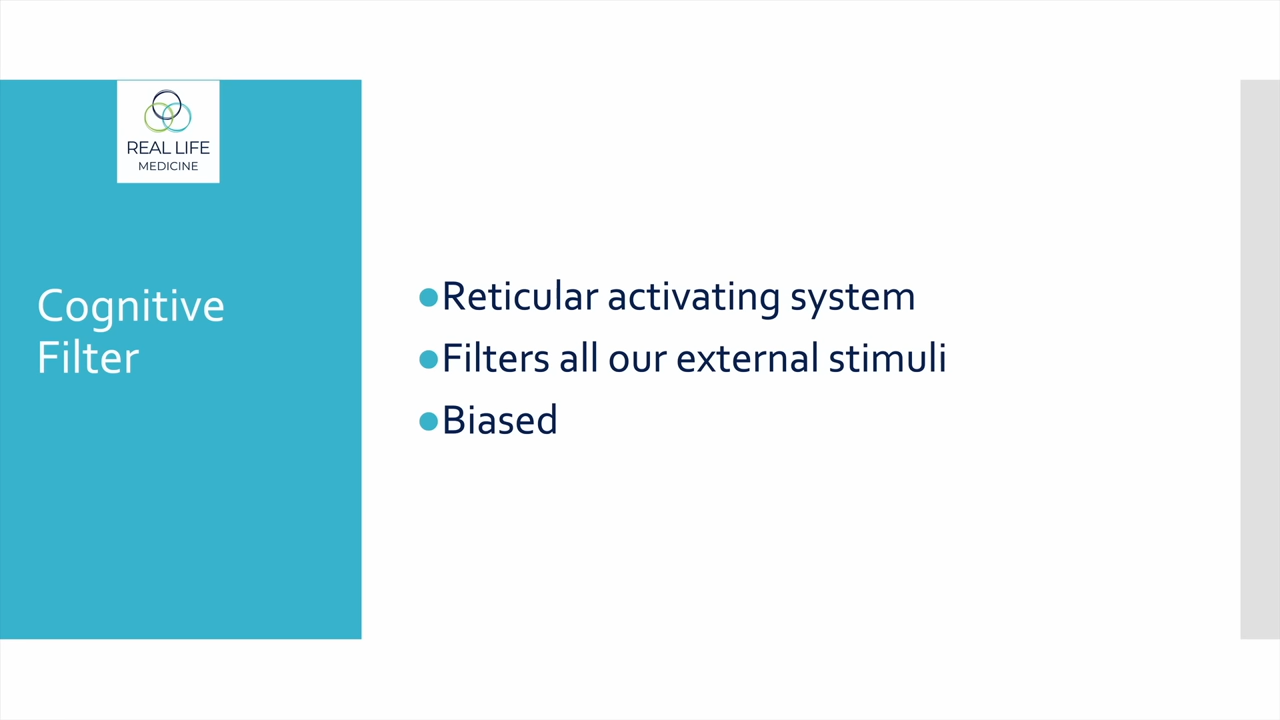 REAL LIFE
MEDICINE
Cognitive
Filter
●Reticular activating system
●Filters all our external stimuli
●Biased